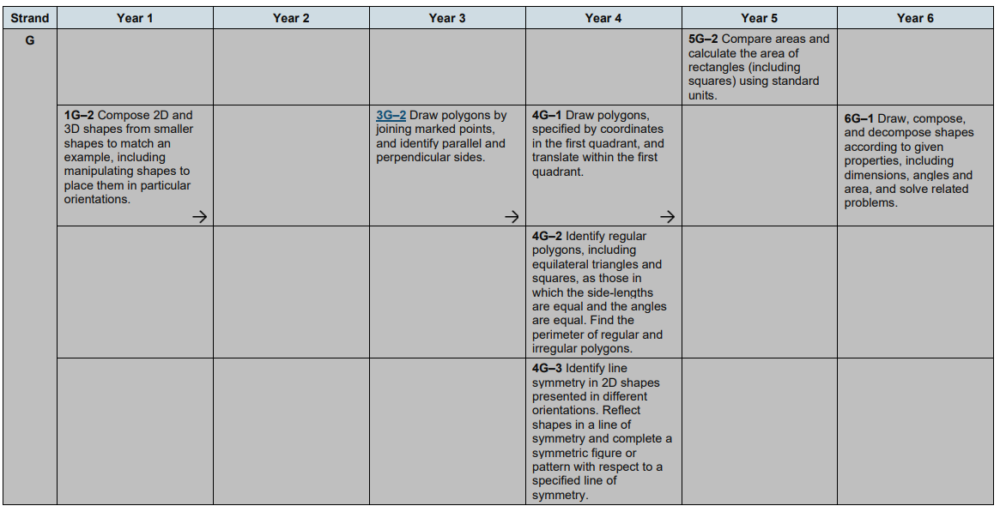 Strand Year 1 Year 2 Year 3 Year 4 Year 5 Year 6
G
5G–2 Compare areas and
calculate the area of
rectangles (including
squares) using standard
units.
1G–2 Compose 2D and
3D shapes from smaller
shapes to match an
example, including
manipulating shapes to
place them in particular
orientations.
→
3G–2 Draw polygons by
joining marked points,
and identify parallel and
perpendicular sides.
→
4G–1 Draw polygons,
specified by coordinates
in the first quadrant, and
translate within the first
quadrant.
→
6G–1 Draw, compose,
and decompose shapes
according to given
properties, including
dimensions, angles and
area, and solve related
problems.
4G–2 Identify regular
polygons, including
equilateral triangles and
squares, as those in
which the side-lengths
are equal and the angles
are equal. Find the
perimeter of regular and
irregular polygons.
4G–3 Identify line
symmetry in 2D shapes
presented in different
orientations. Reflect
shapes in a line of
symmetry and complete a
symmetric figure or
pattern with respect to a
specified line of
symmetry.